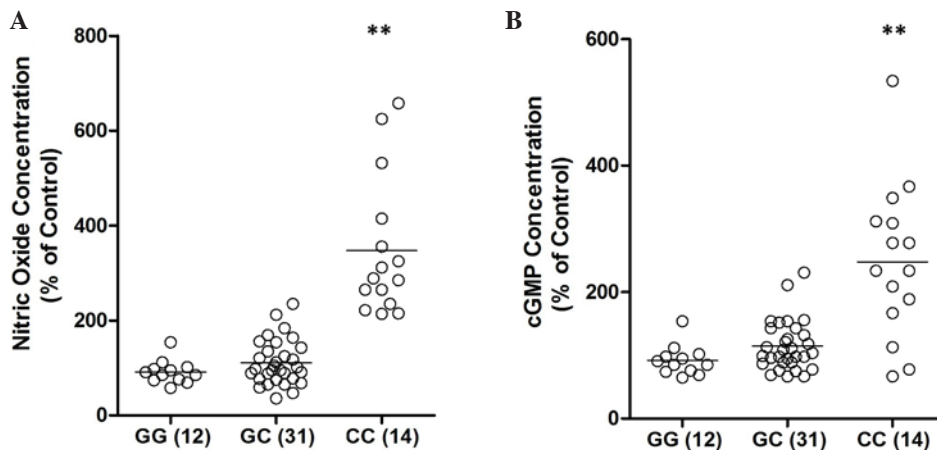 A
Nitric Oxide Concentration
(% of Control)
800
600
400
200
0
**
GG (12)
GC (31)
CC (14)
B
cGMP Concentration
(% of Control)
600
400
200
0
**
GG (12)
GC (31)
CC (14)